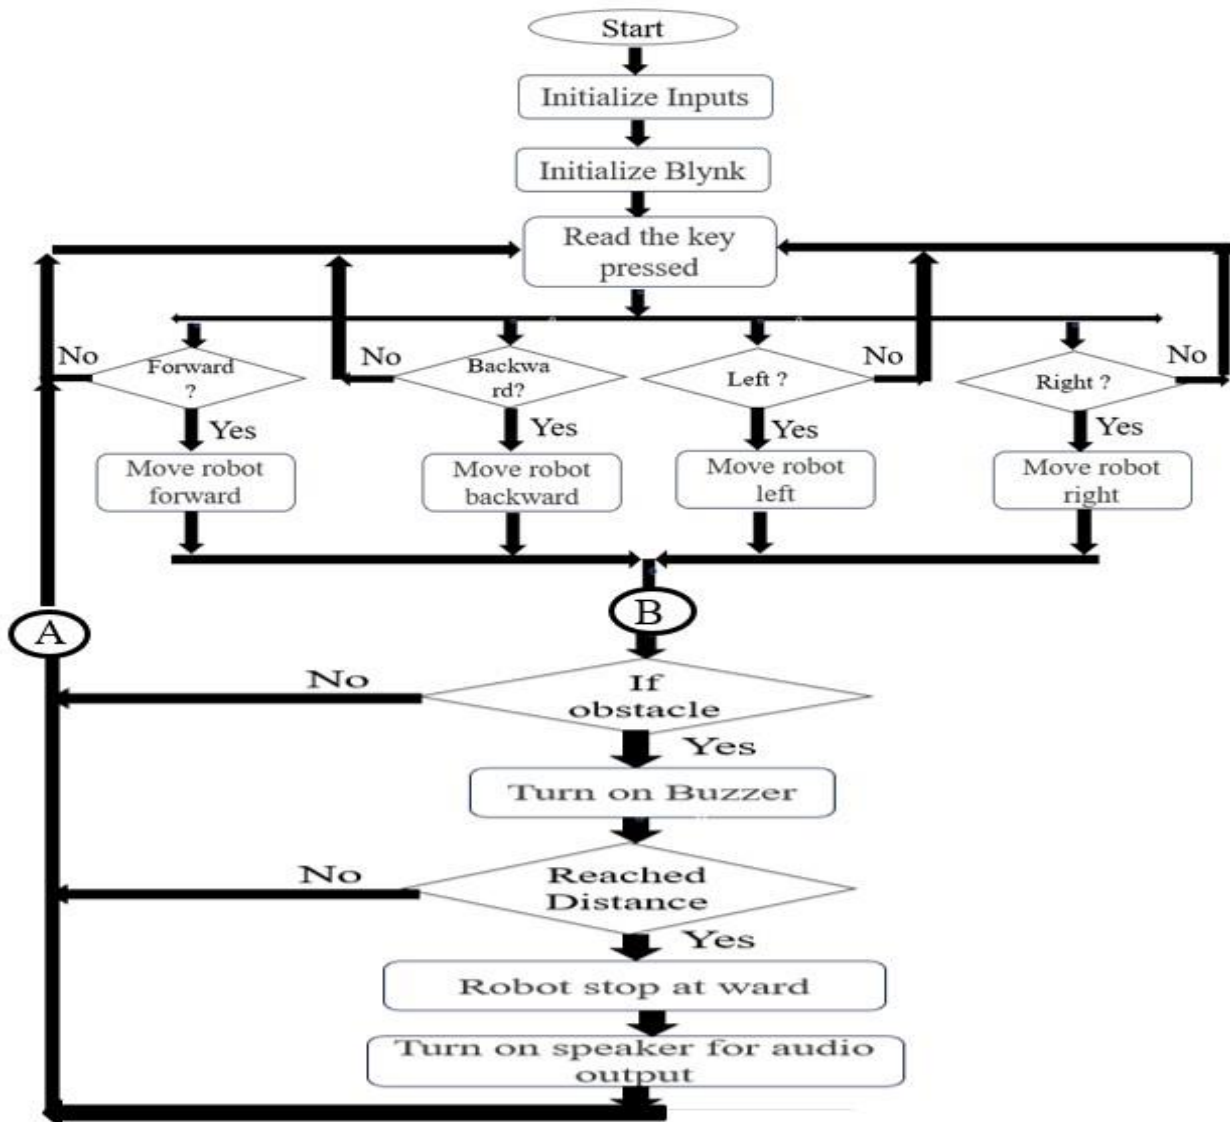 Start
Initialize Inputs
Initialize Blynk
Read the key
pressed
No
Forward
?
No
Backwa
rd?
Left ?
No
Right ?
No
Yes
Yes
Yes
Yes
Move robot
forward
Move robot
backward
Move robot
left
Move robot
right
A
B
No
If
obstacle
Yes
Turn on Buzzer
No
Reached
Distance
Yes
Robot stop at ward
Turn on speaker for audio
output